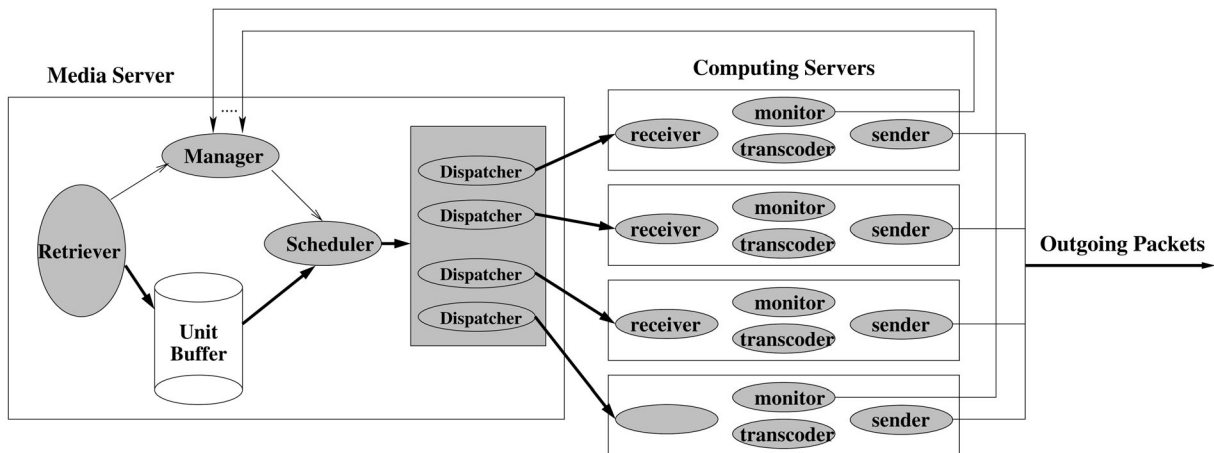 Media Server
Computing Servers
....
Manager
Retriever
Scheduler
Unit
Buffer
Dispatcher
Dispatcher
Dispatcher
Dispatcher
receiver
monitor
transcoder
sender
receiver
monitor
transcoder
sender
receiver
monitor
transcoder
sender
monitor
transcoder
sender
Outgoing Packets